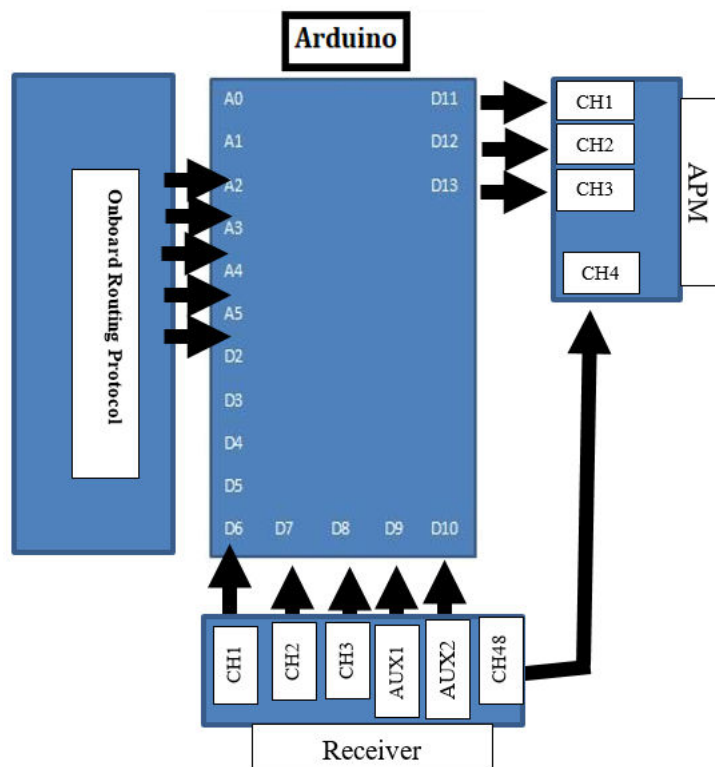 Arduino
Onboard Routing Protocol
A0
A1
A2
A3
A4
A5
D2
D3
D4
D5
D6 D7 D8 D9 D10
D11
D12
D13
CH1
CH2
CH3
CH4
APM
CH1
CH2
CH3
AUX1
AUX2
CH48
Receiver